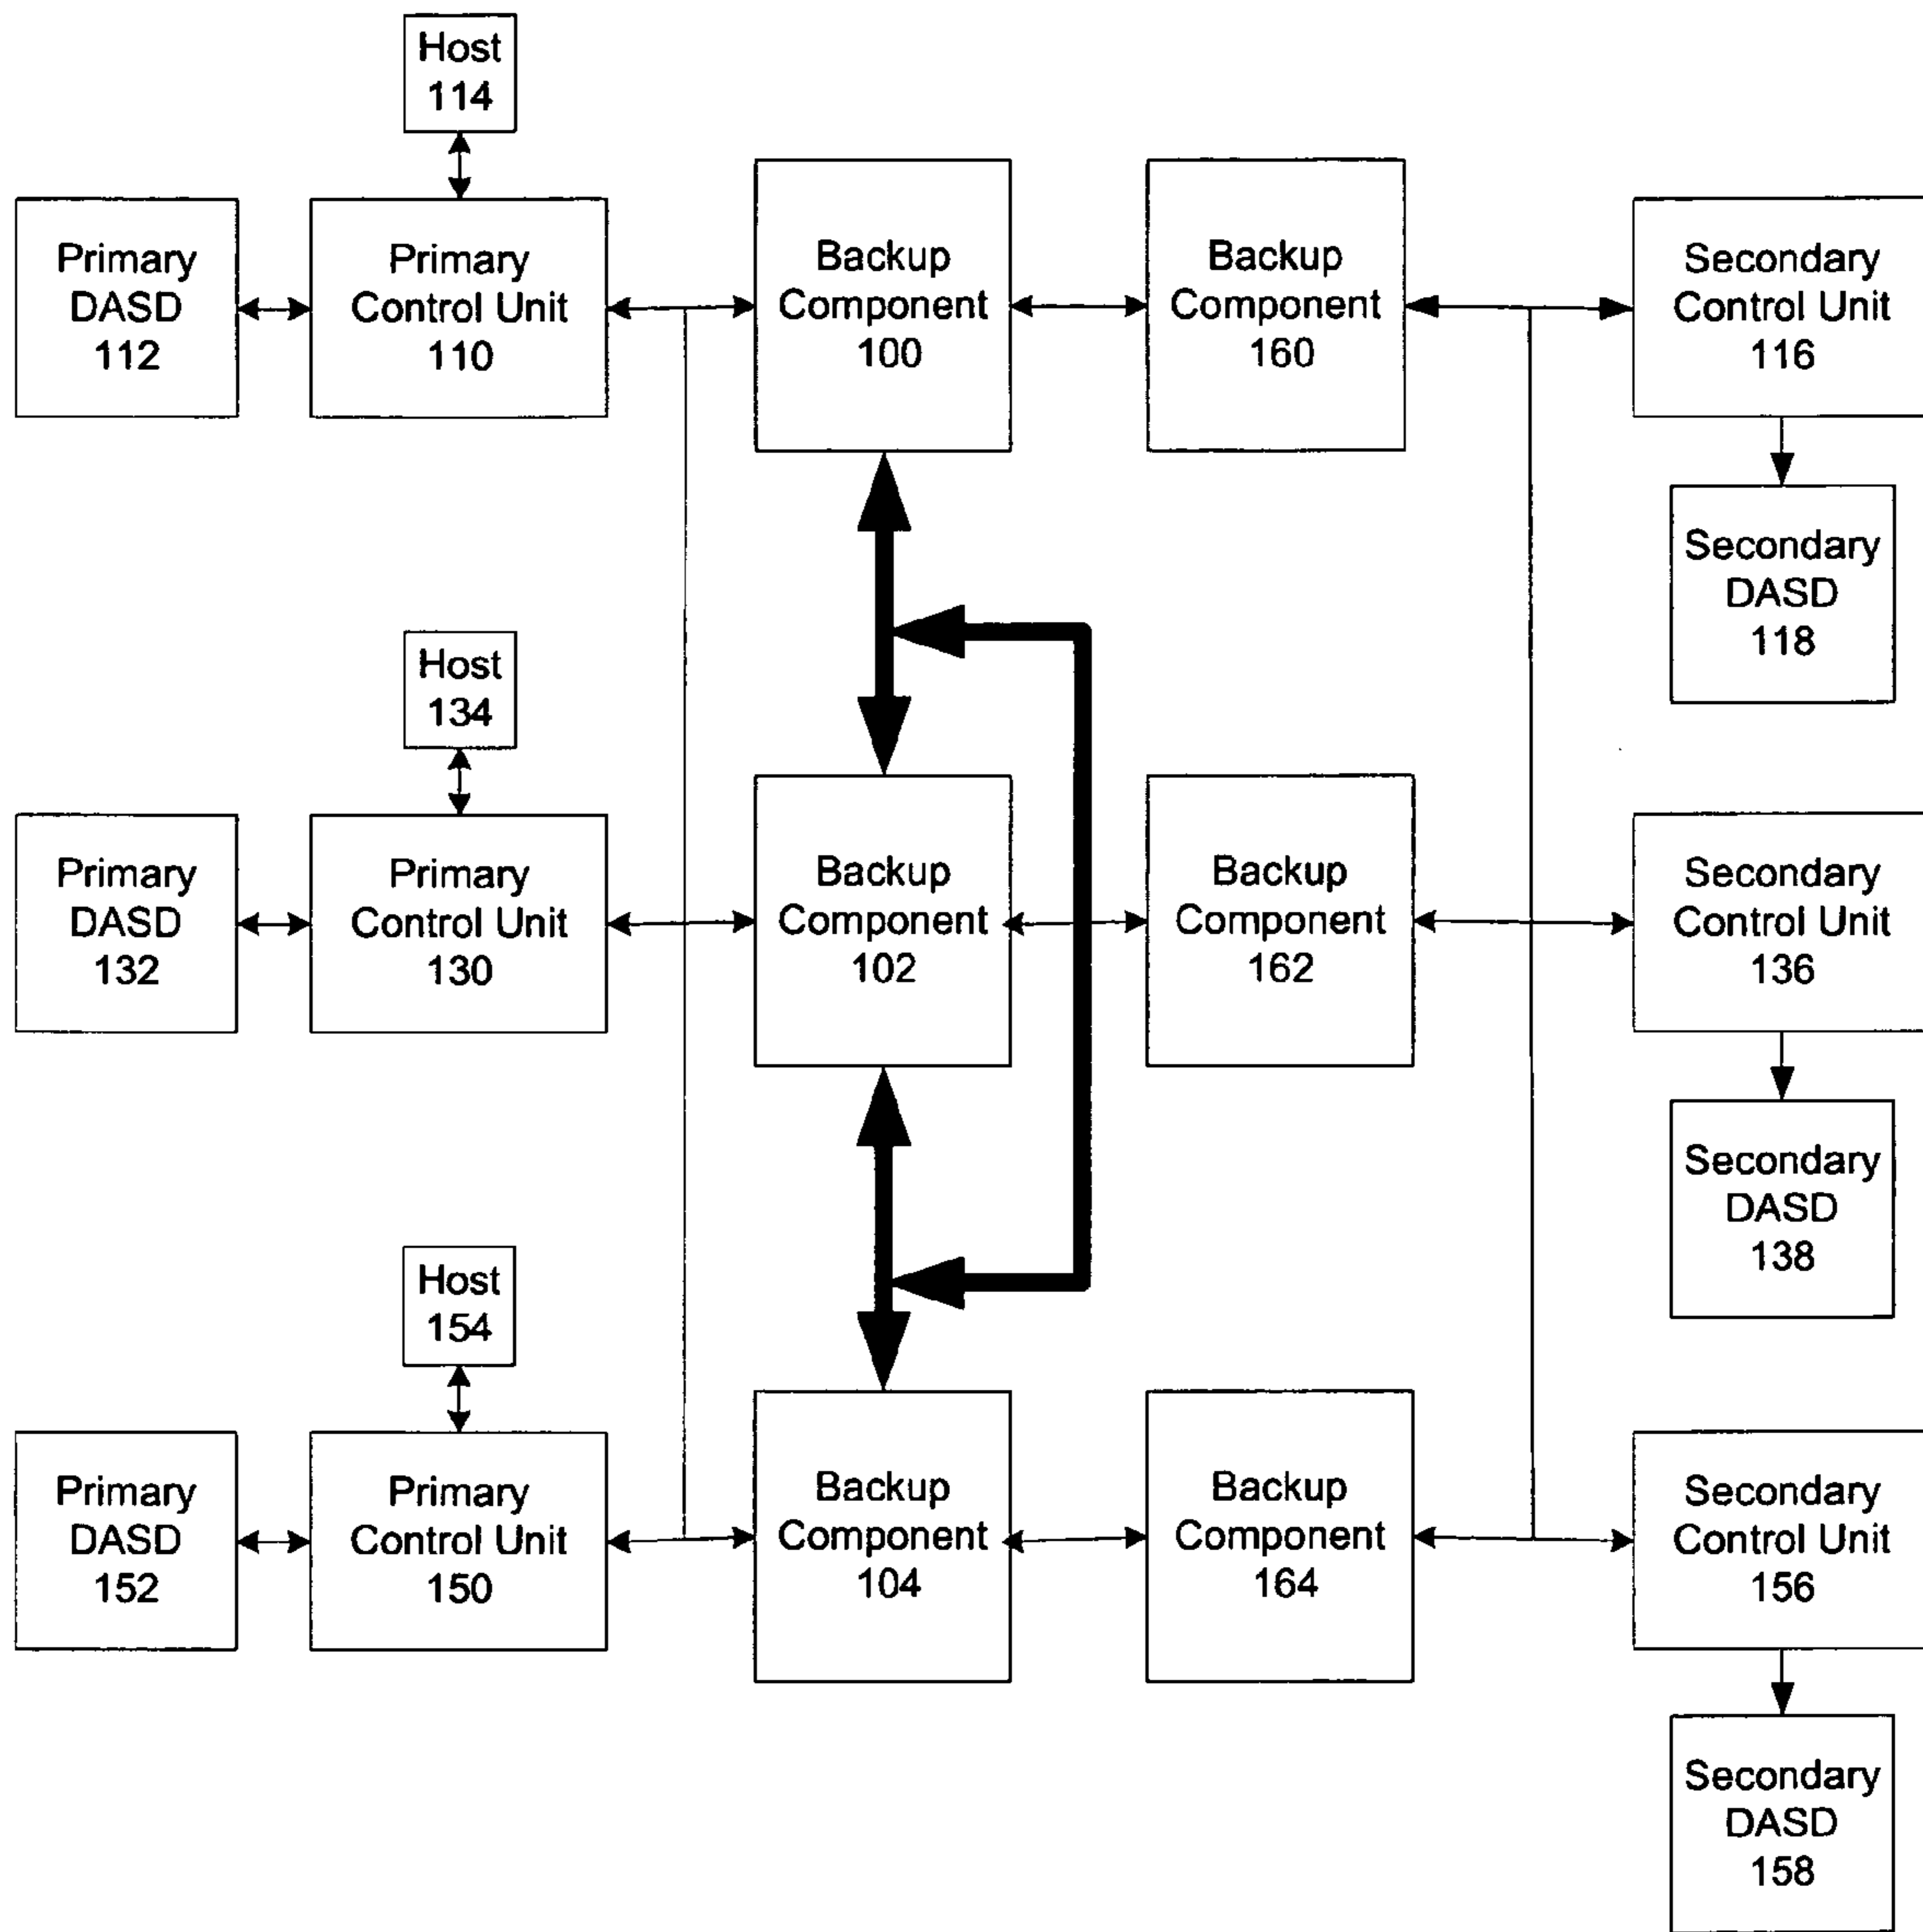 Host
114
Primary
DASD
112
Primary
Control Unit
110
Backup
Component
100
Backup
Component
160
Secondary
Control Unit
116
Secondary
DASD
118
Host
134
Primary
DASD
132
Primary
Control Unit
130
Backup
Component
102
Backup
Component
162
Secondary
Control Unit
136
Secondary
DASD
138
Host
154
Primary
DASD
152
Primary
Control Unit
150
Backup
Component
104
Backup
Component
164
Secondary
Control Unit
156
Secondary
DASD
158